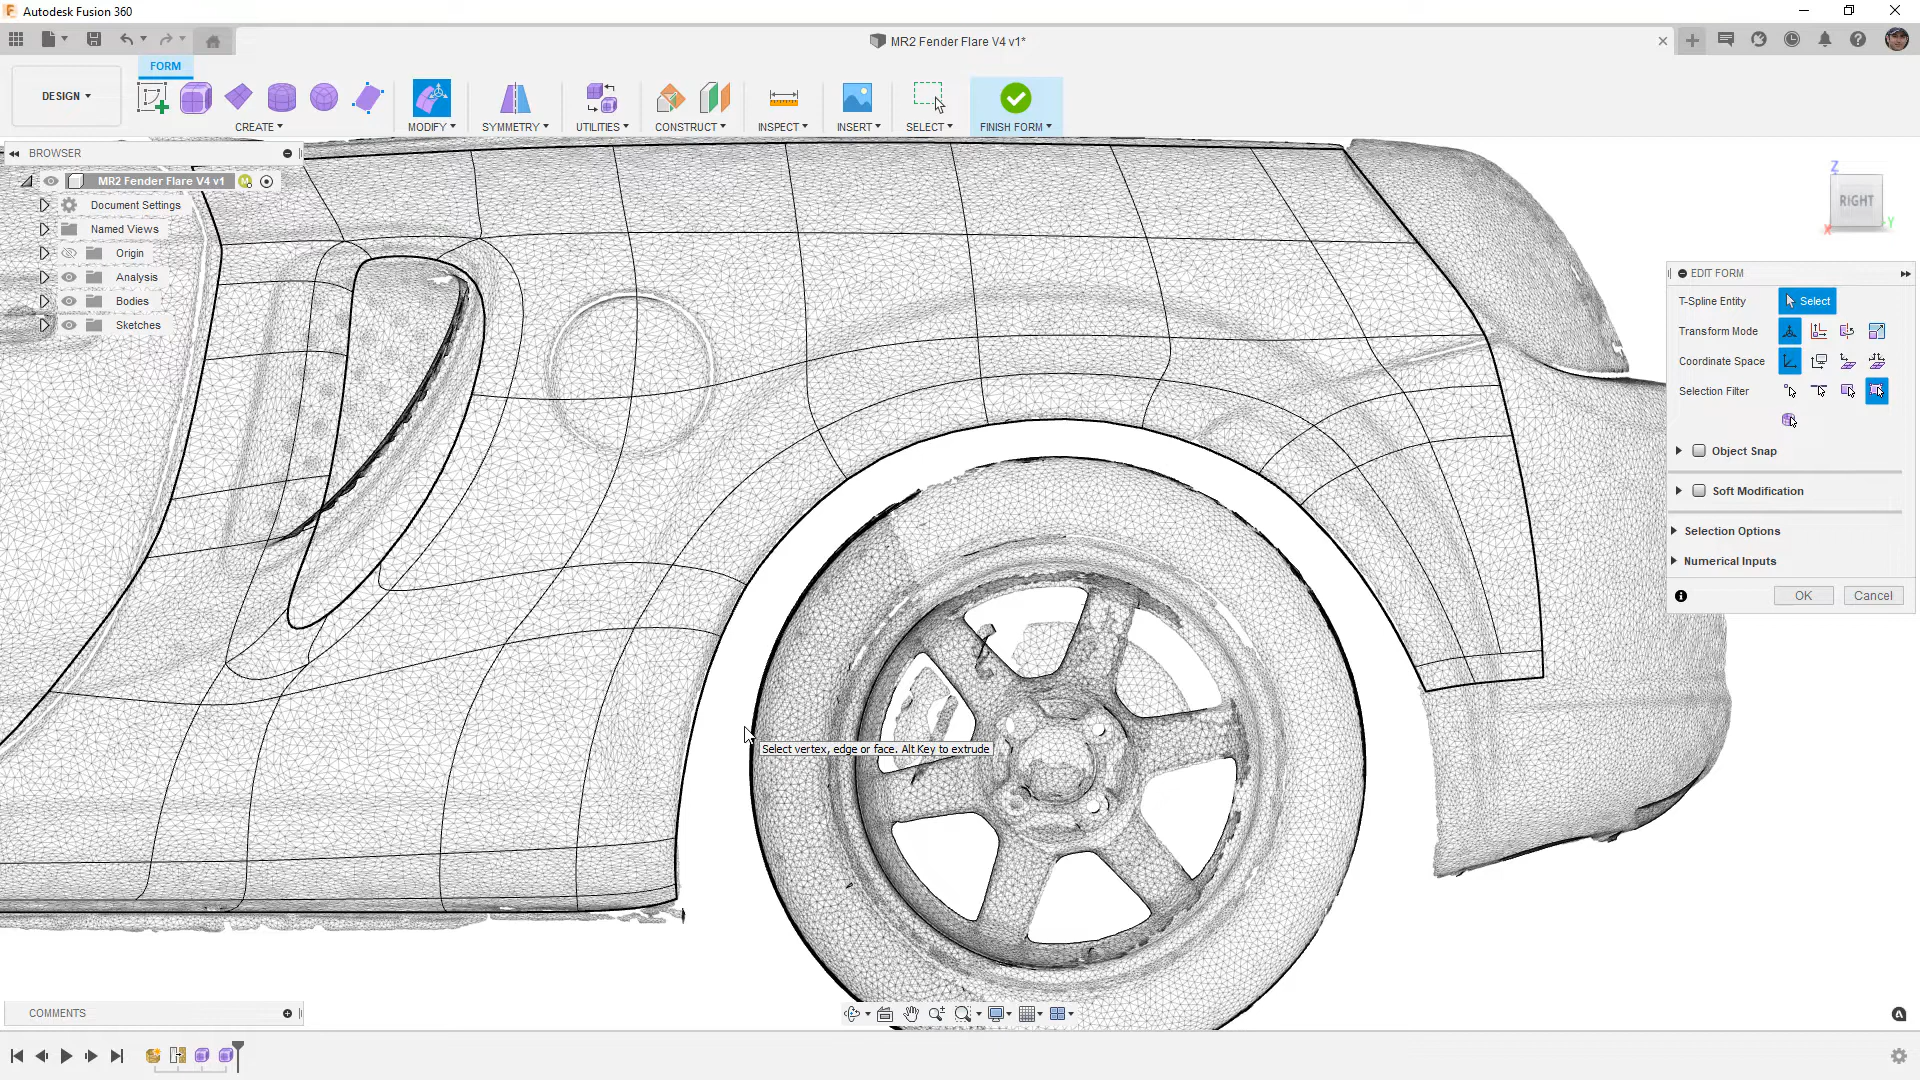 Autodesk Fusion 360
MR2 Fender Flare V4 v1*
FORM
DESIGN
CREATE
MODIFY
SYMMETRY
UTILITIES
CONSTRUCT
INSPECT
INSERT
SELECT
FINISH FORM
BROWSER
MR2 Fender Flare V4 v1
M
Document Settings
Named Views
Origin
Analysis
Bodies
Sketches
Z
RIGHT
X
Y
EDIT FORM
T-Spline Entity
Select
Transform Mode
Coordinate Space
Selection Filter
Object Snap
Soft Modification
Selection Options
Numerical Inputs
OK
Cancel
Select vertex, edge or face. Alt Key to extrude
COMMENTS